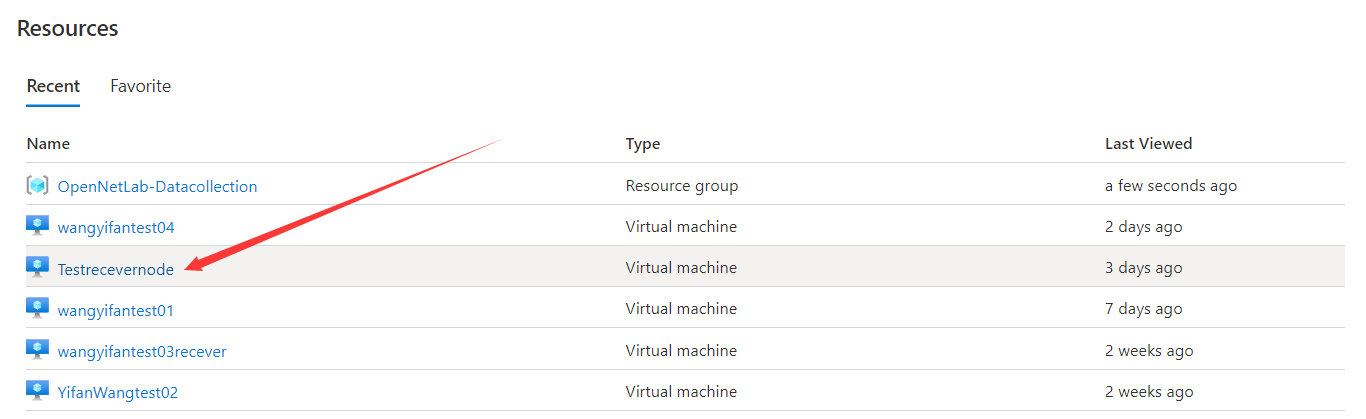 Resources
Recent Favorite
Name Type Last Viewed
OpenNetLab-Datacollection Resource group a few seconds ago
wangyifantest04 Virtual machine 2 days ago
Testrecevernode Virtual machine 3 days ago
wangyifantest01 Virtual machine 7 days ago
wangyifantest03recever Virtual machine 2 weeks ago
YifanWangtest02 Virtual machine 2 weeks ago